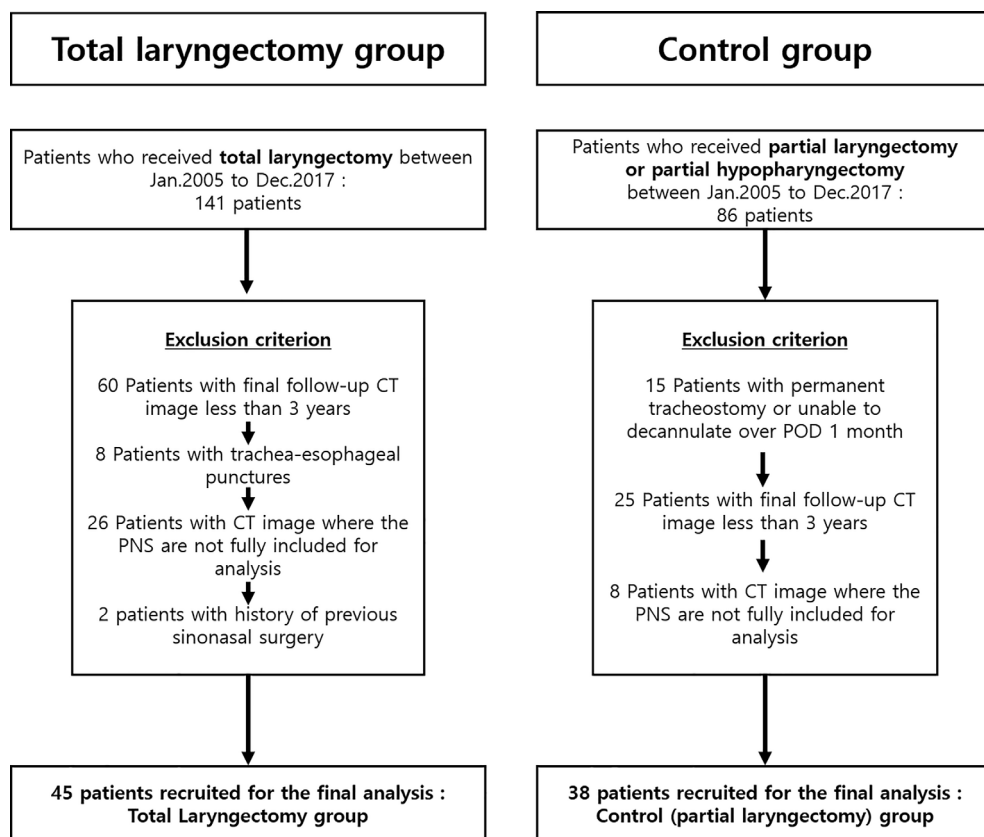 Total laryngectomy group
Patients who received total laryngectomy between
Jan.2005 to Dec.2017 :
141 patients
Exclusion criterion
60 Patients with final follow-up CT
image less than 3 years
8 Patients with trachea-esophageal
punctures
26 Patients with CT image where the
PNS are not fully included for
analysis
2 patients with history of previous
sinonasal surgery
45 patients recruited for the final analysis :
Total Laryngectomy group
Control group
Patients who received partial laryngectomy
or partial hypopharyngectomy
between Jan.2005 to Dec.2017 :
86 patients
Exclusion criterion
15 Patients with permanent
tracheostomy or unable to
decannulate over POD 1 month
25 Patients with final follow-up CT
image less than 3 years
8 Patients with CT image where the
PNS are not fully included for
analysis
38 patients recruited for the final analysis :
Control (partial laryngectomy) group